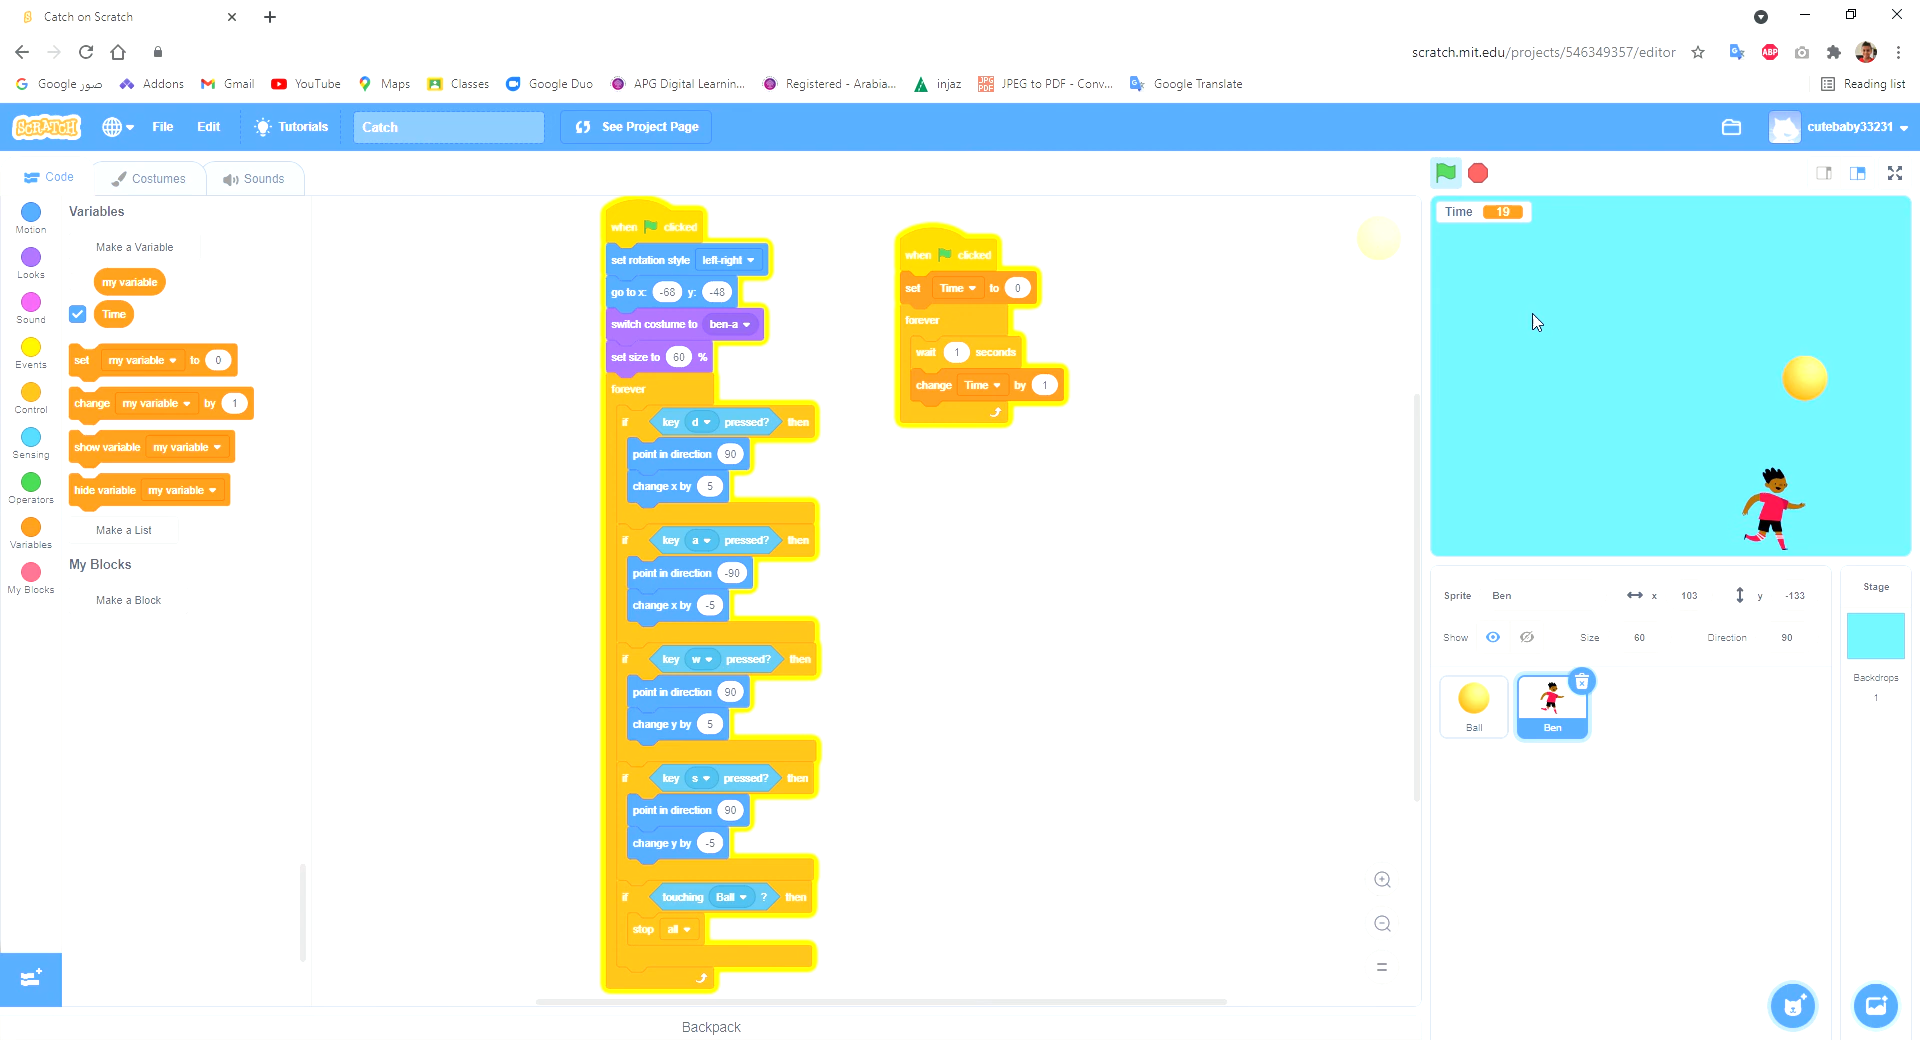 Catch on Scratch
scratch.mit.edu/projects/546349357/editor
ABP
Google صور
Addons
Gmail
YouTube
Maps
Classes
Google Duo
APG Digital Learnin...
Registered - Arabia...
injaz
JPEG to PDF - Conv...
Google Translate
Reading list
SCRATCH
File
Edit
Tutorials
Catch
See Project Page
cutebaby33231
Code
Costumes
Sounds
Motion
Looks
Sound
Events
Control
Sensing
Operators
Variables
My Blocks
Variables
Make a Variable
my variable
Time
set my variable to 0
change my variable by 1
show variable my variable
hide variable my variable
Make a List
My Blocks
Make a Block
when clicked
set rotation style left-right
go to x: -68 y: -48
switch costume to ben-a
set size to 60 %
forever
if key d pressed? then
point in direction 90
change x by 5
if key a pressed? then
point in direction -90
change x by -5
if key w pressed? then
point in direction 90
change y by 5
if key s pressed? then
point in direction 90
change y by -5
if touching Ball ? then
stop all
when clicked
set Time to 0
forever
wait 1 seconds
change Time by 1
Time 19
Sprite Ben x 103 y -133
Show Size 60 Direction 90
Ball
Ben
Stage
Backdrops
1
Backpack